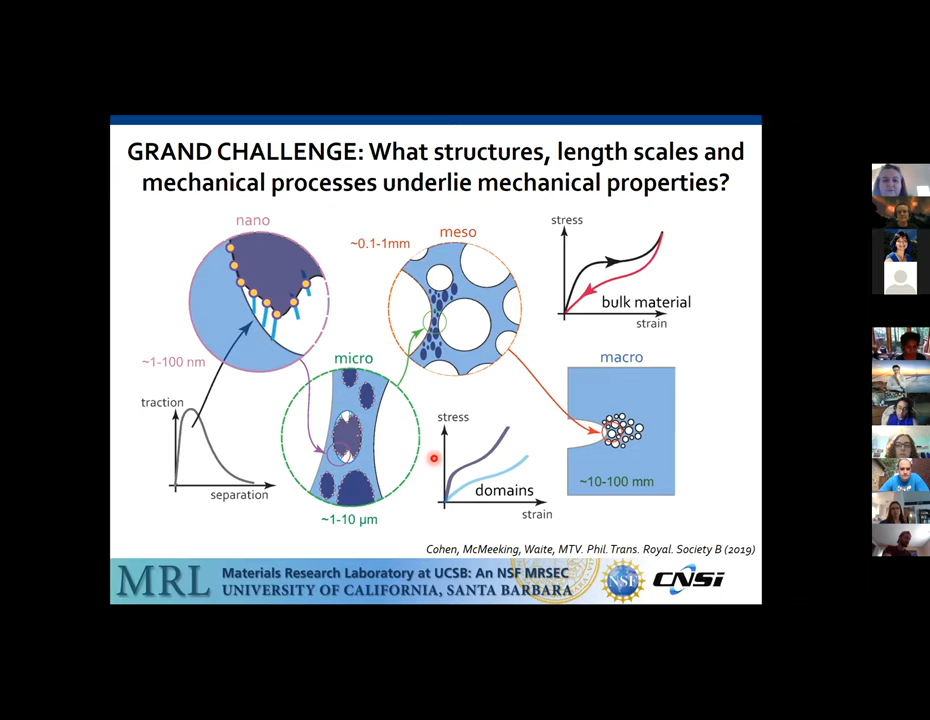 GRAND CHALLENGE: What structures, length scales and
mechanical processes underlie mechanical properties?
nano
~1-100 nm
traction
separation
micro
~1-10 µm
~0.1-1mm
meso
stress
domains
strain
stress
bulk material
strain
macro
~10-100 mm
Cohen, McMeeking, Waite, MTV. Phil. Trans. Royal. Society B (2019)
MRL
Materials Research Laboratory at UCSB: An NSF MRSEC
UNIVERSITY OF CALIFORNIA, SANTA BARBARA
NSF
CNSi